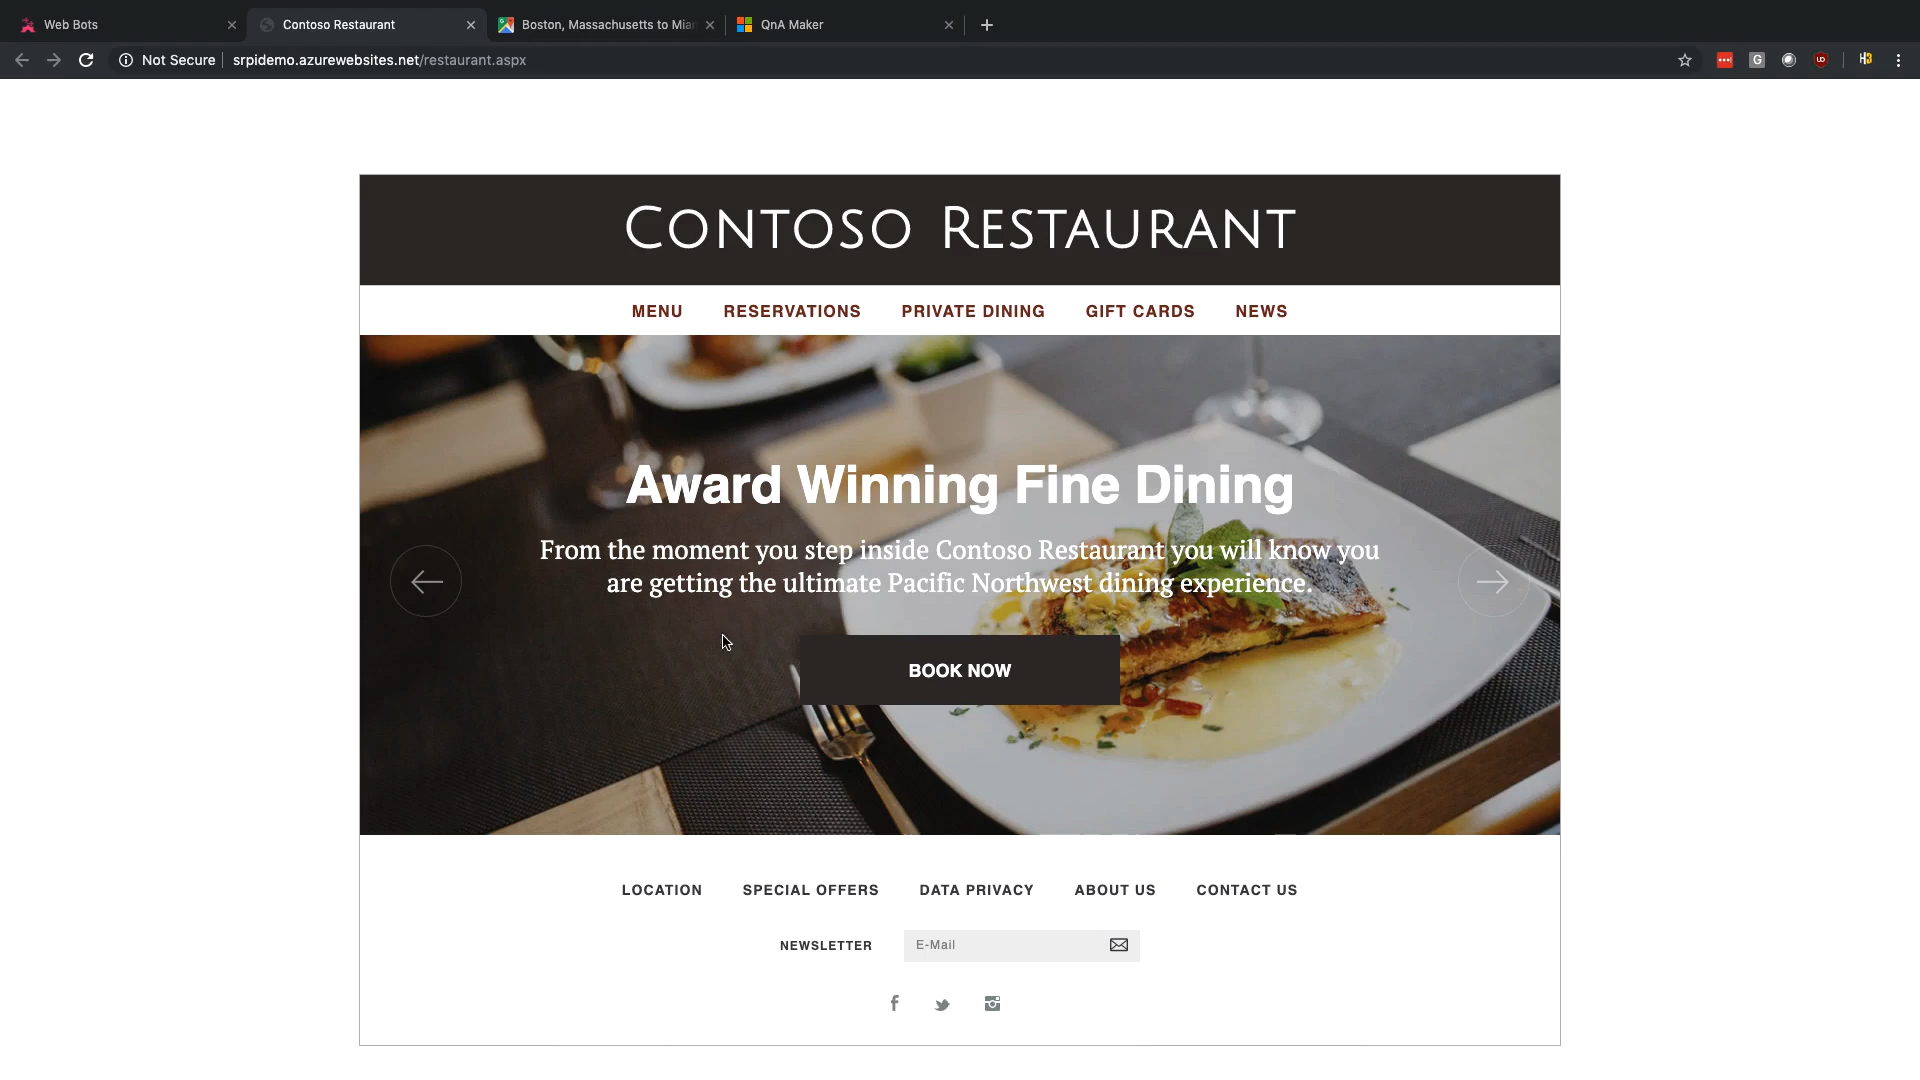 Web Bots
Contoso Restaurant
Boston, Massachusetts to Mia
QnA Maker
Not Secure
srpidemo.azurewebsites.net/restaurant.aspx
CONTOSO RESTAURANT
MENU RESERVATIONS PRIVATE DINING GIFT CARDS NEWS
Award Winning Fine Dining
From the moment you step inside Contoso Restaurant you will know you
are getting the ultimate Pacific Northwest dining experience.
BOOK NOW
LOCATION SPECIAL OFFERS DATA PRIVACY ABOUT US CONTACT US
NEWSLETTER E-Mail